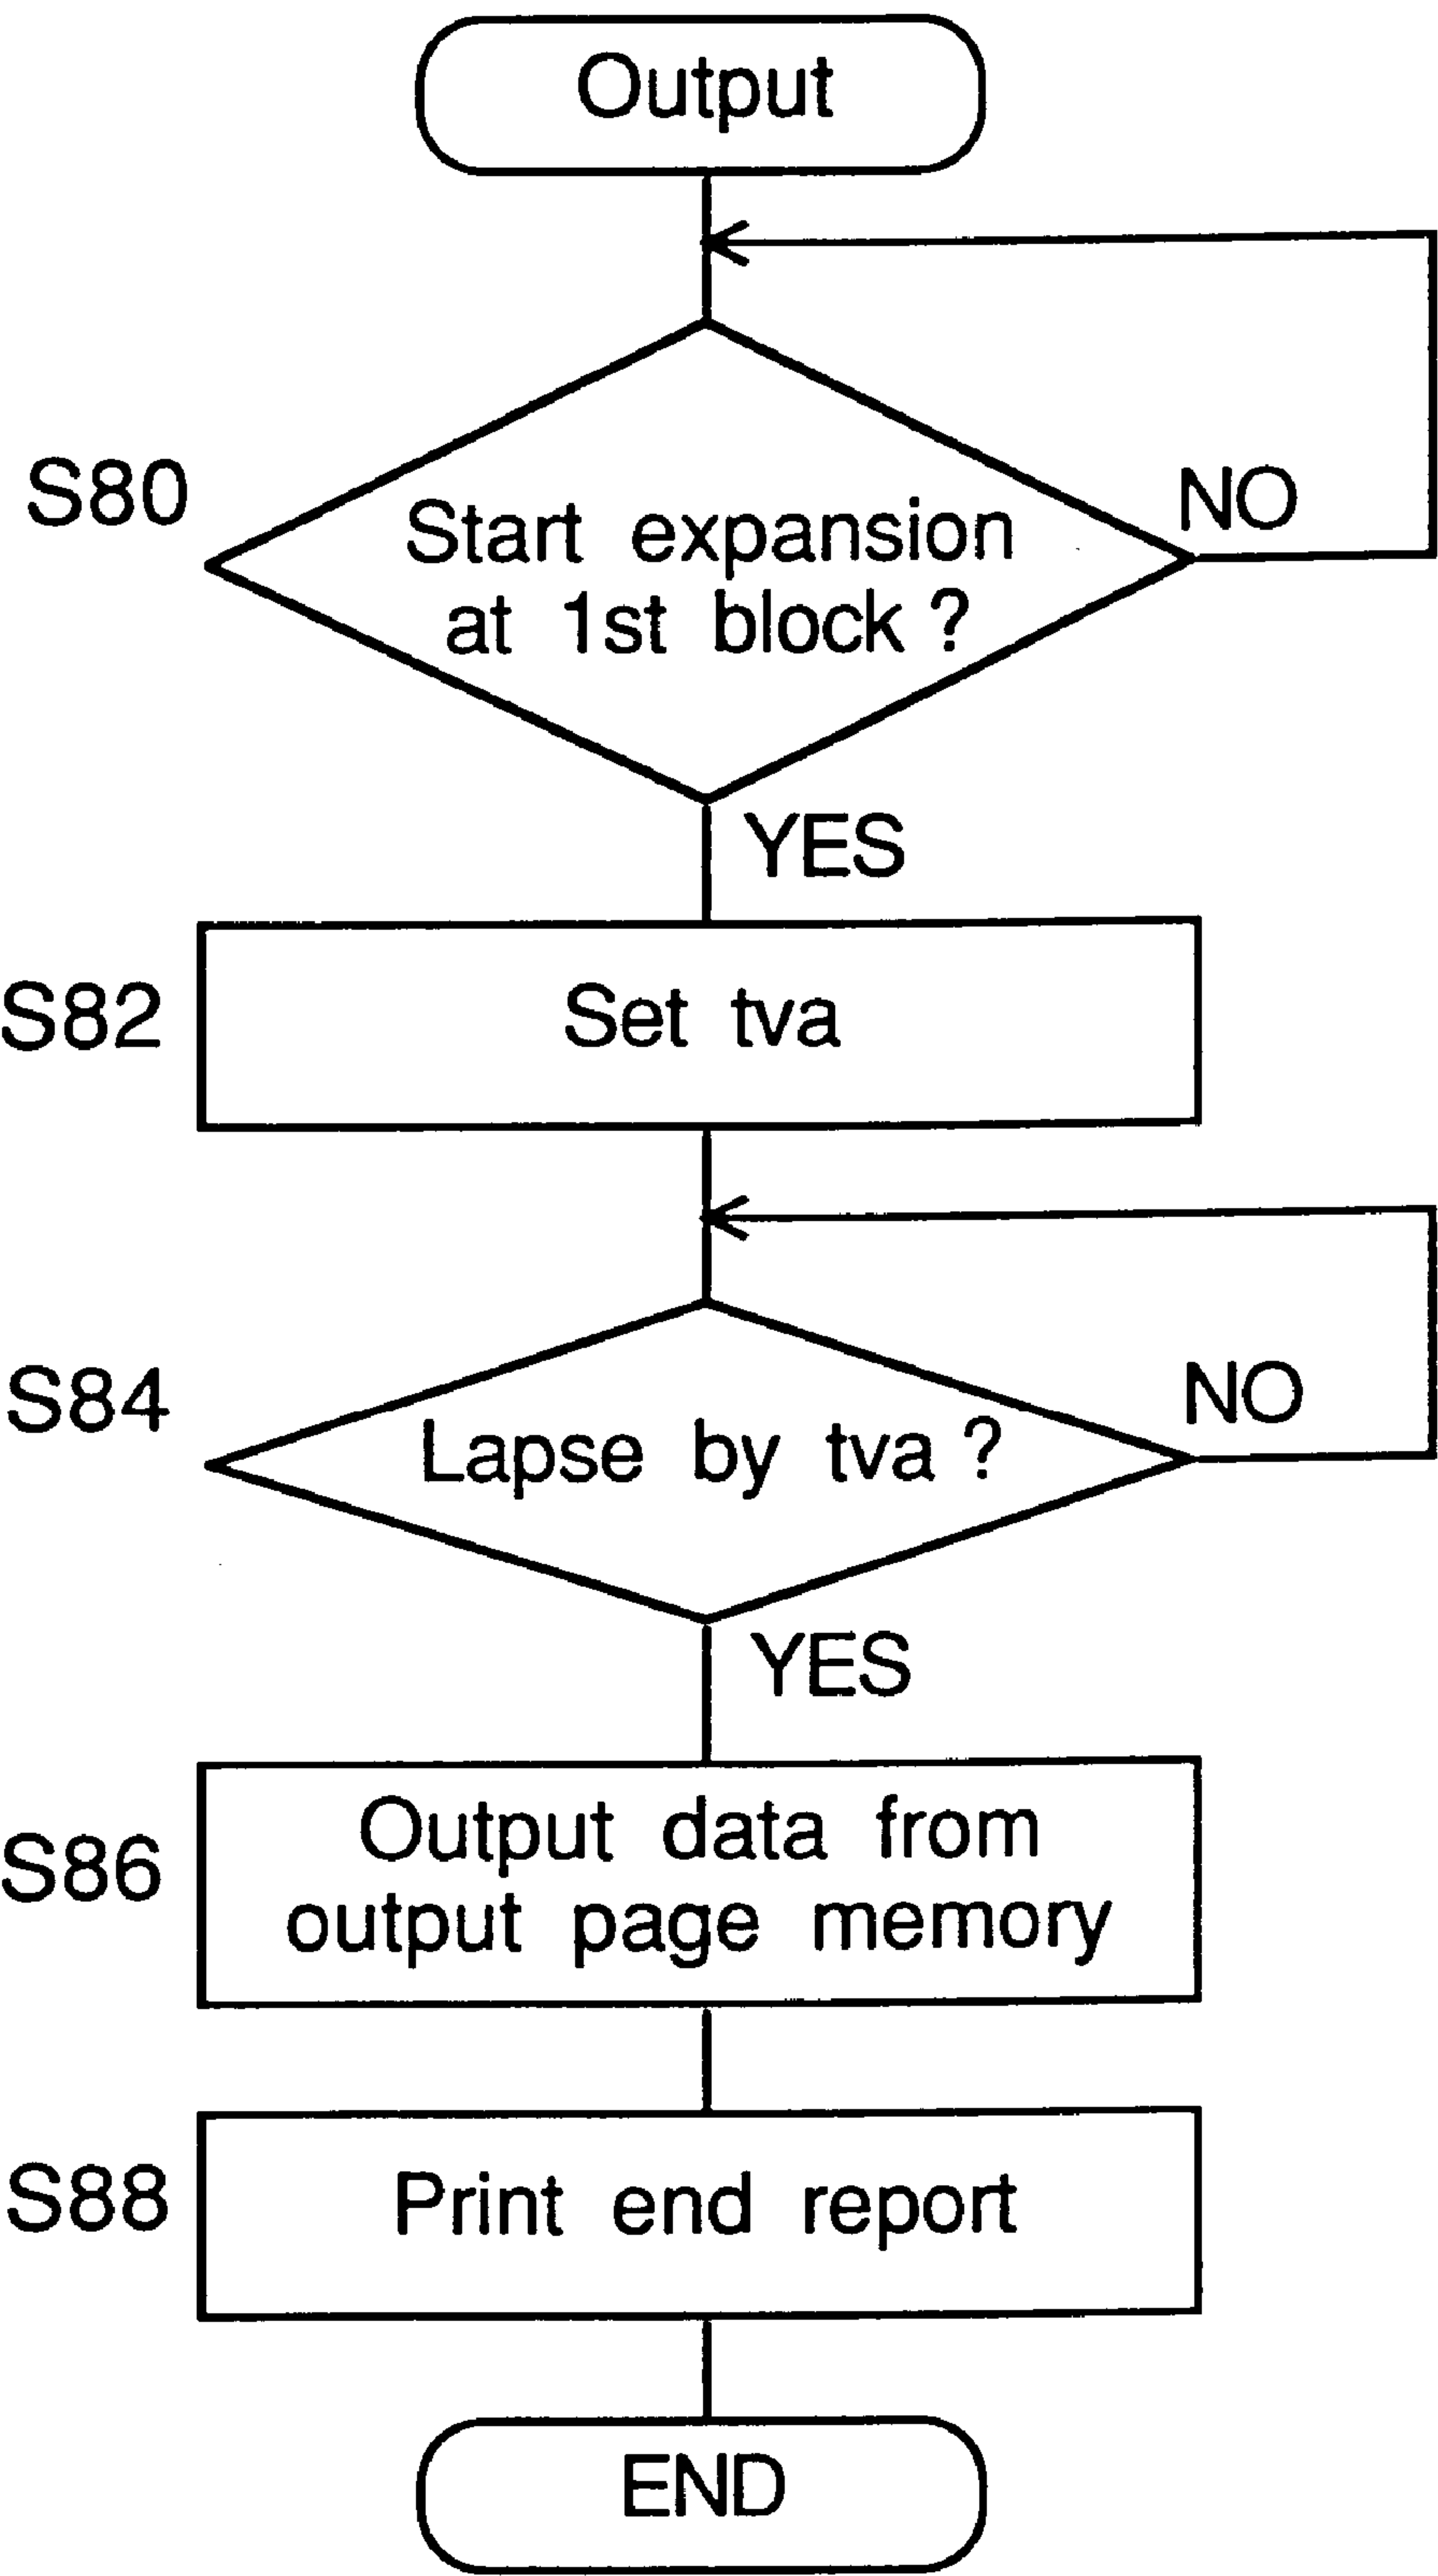 Output
S80
Start expansion
at 1st block ?
NO
YES
S82
Set tva
S84
Lapse by tva ?
NO
YES
S86
Output data from
output page memory
S88
Print end report
END